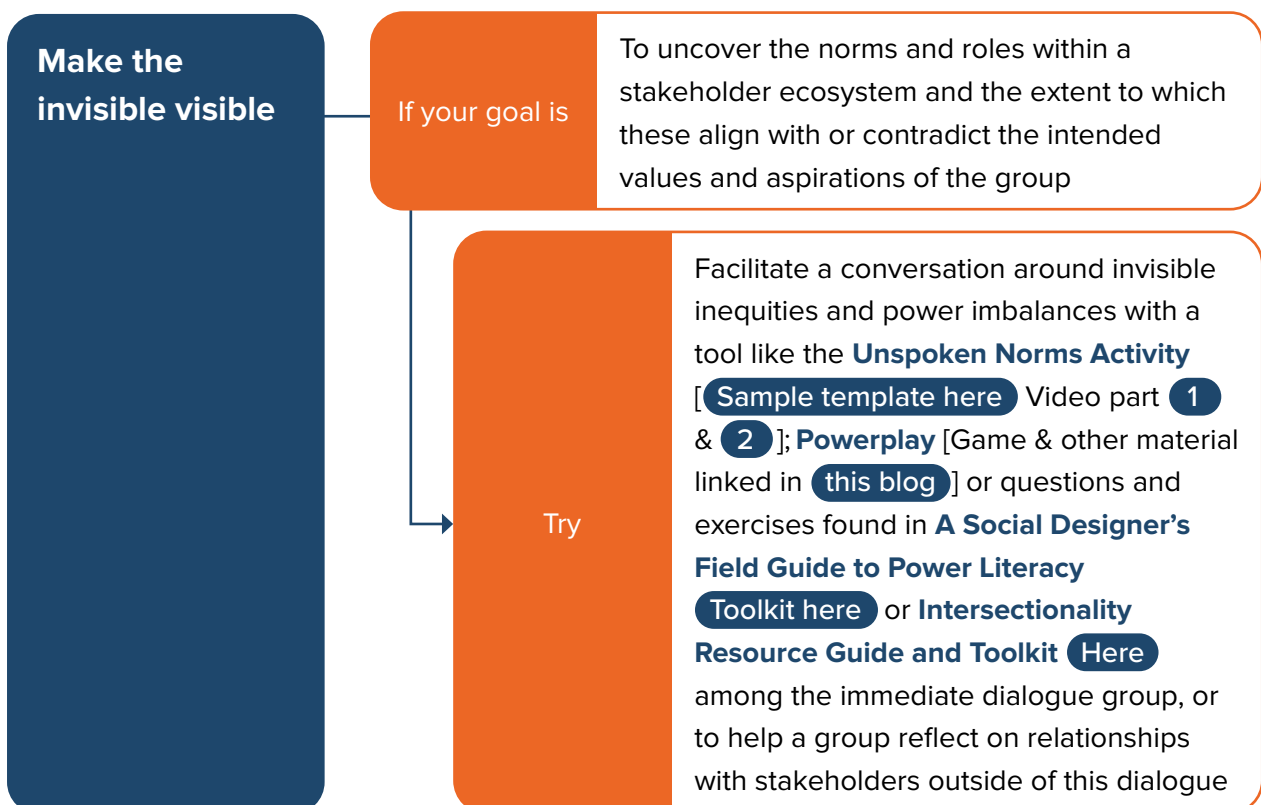 Make the
invisible visible
If your goal is
To uncover the norms and roles within a
stakeholder ecosystem and the extent to which
these align with or contradict the intended
values and aspirations of the group
Try
Facilitate a conversation around invisible
inequities and power imbalances with a
tool like the Unspoken Norms Activity
[ Sample template here Video part 1
& 2 ]; Powerplay [Game & other material
linked in this blog ] or questions and
exercises found in A Social Designer’s
Field Guide to Power Literacy
Toolkit here or Intersectionality
Resource Guide and Toolkit Here
among the immediate dialogue group, or
to help a group reflect on relationships
with stakeholders outside of this dialogue